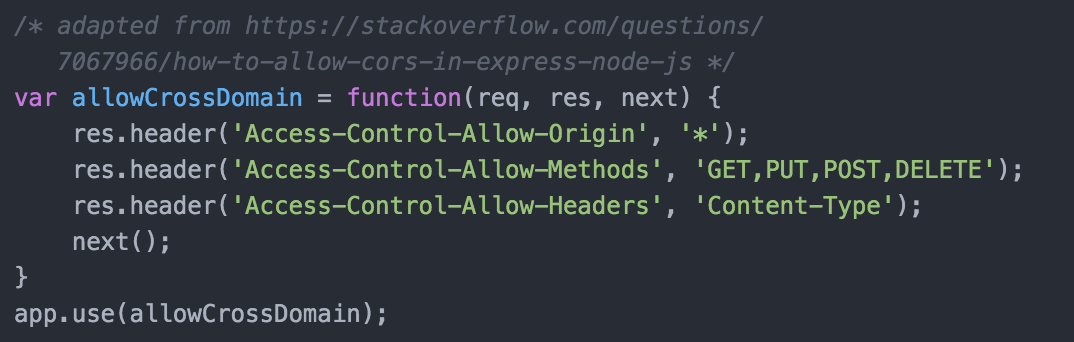 /* adapted from https://stackoverflow.com/questions/
   7067966/how-to-allow-cors-in-express-node-js */
var allowCrossDomain = function(req, res, next) {
    res.header('Access-Control-Allow-Origin', '*');
    res.header('Access-Control-Allow-Methods', 'GET,PUT,POST,DELETE');
    res.header('Access-Control-Allow-Headers', 'Content-Type');
    next();
}
app.use(allowCrossDomain);